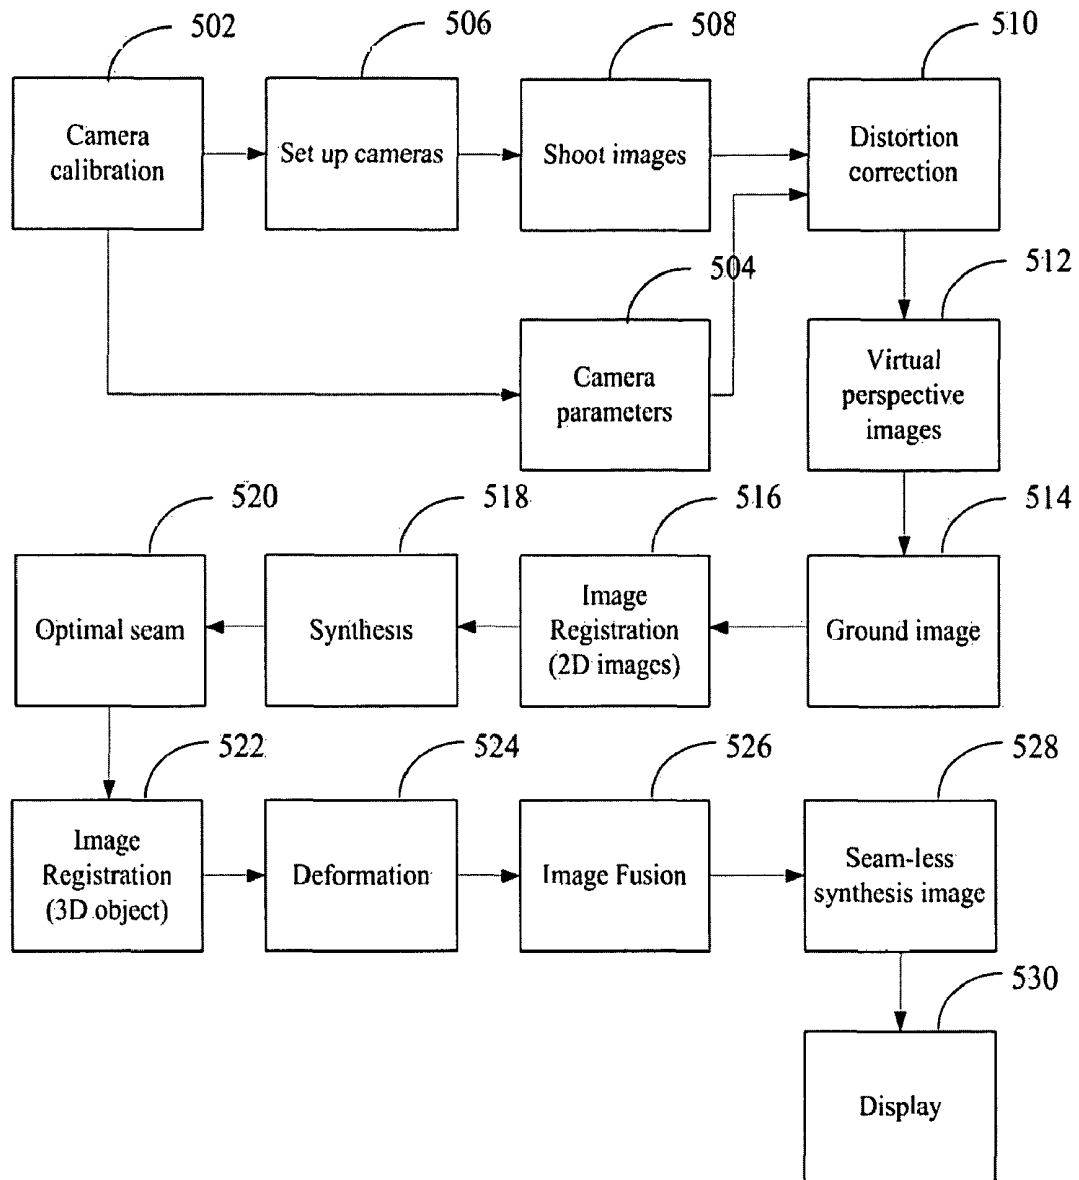 502
506
508
510
Camera
calibration
Set up cameras
Shoot images
Distortion
correction
504
512
Camera
parameters
Virtual
perspective
images
520
518
516
514
Optimal seam
Synthesis
Image
Registration
(2D images)
Ground image
522
524
526
528
Image
Registration
(3D object)
Deformation
Image Fusion
Seam-less
synthesis image
530
Display